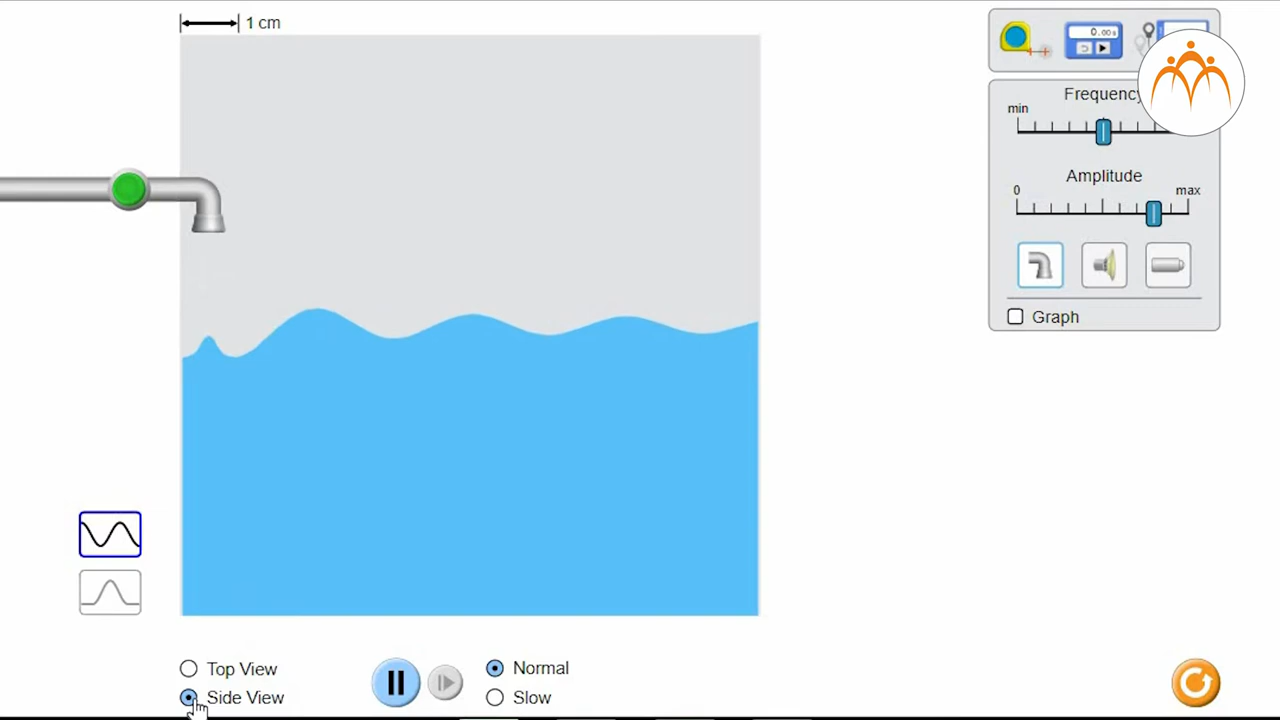 1 cm
0.00 s
Frequency
min
Amplitude
0 max
Graph
Top View
Normal
Side View
Slow